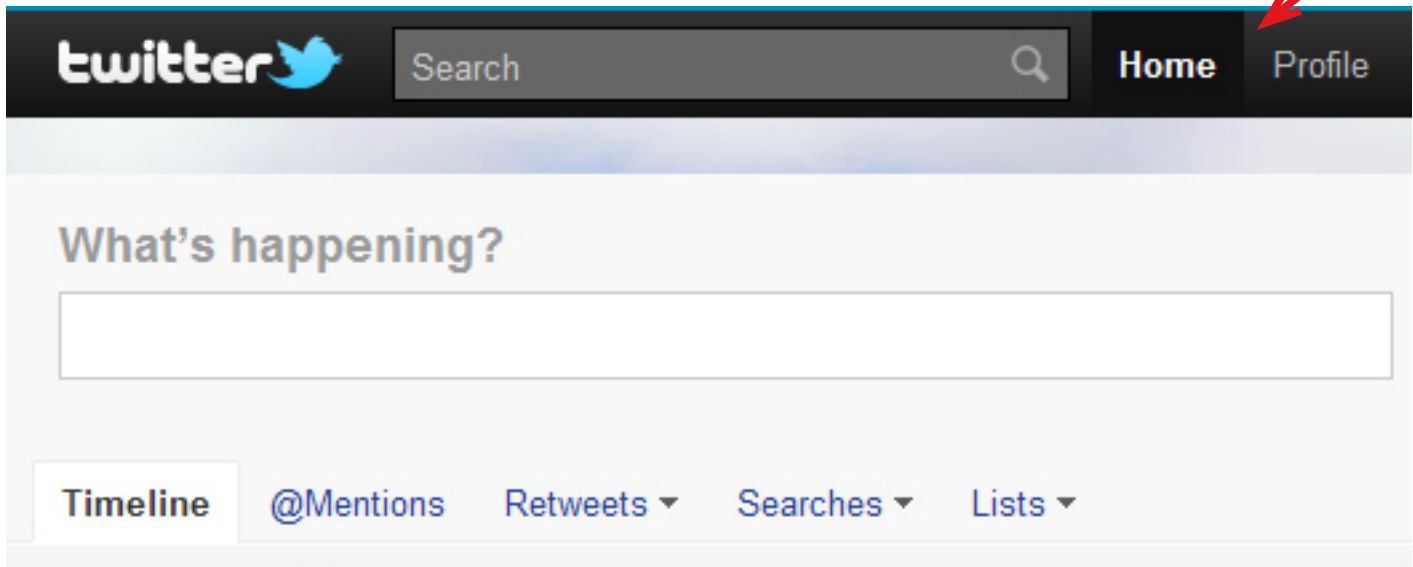 twitter Search Home Profile
What's happening?
Timeline @Mentions Retweets Searches Lists